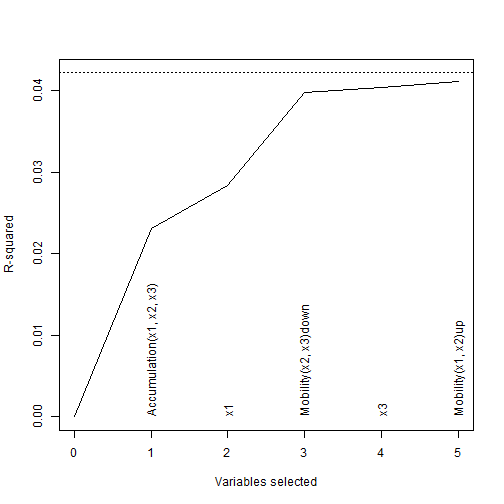 0.04
0.03
0.02
0.01
0.00
R-squared
Accumulation(x1, x2, x3)
x1
Mobility(x2, x3)down
x3
Mobility(x1, x2)up
0 1 2 3 4 5
Variables selected